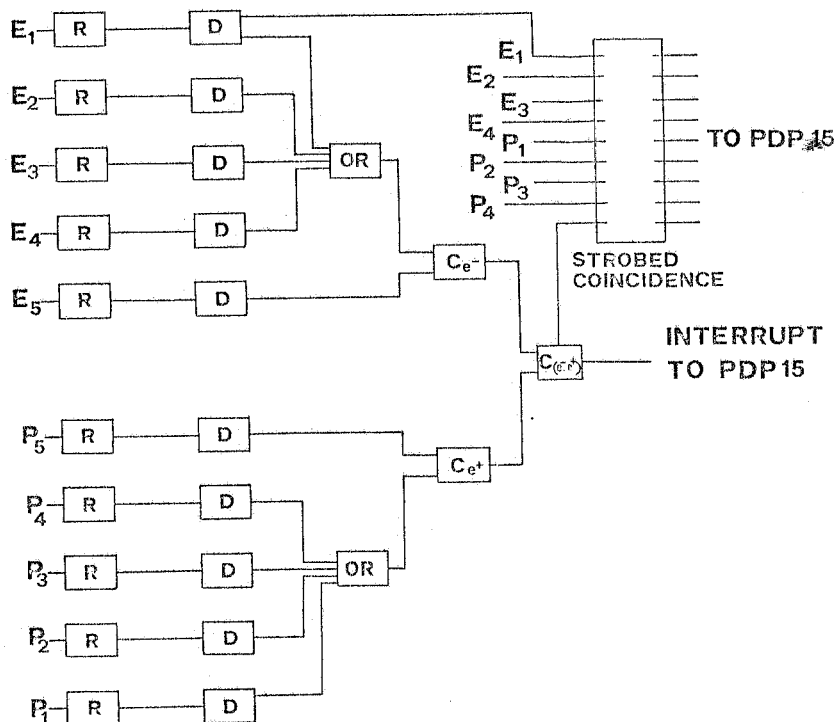 E1 R D
E2 R D
E3 R D
E4 R D
E5 R D
OR
Ce-
E1
E2
E3
E4
P1
P2
P3
P4
TO PDP 15
STROBED
COINCIDENCE
C(e-e+)
INTERRUPT
TO PDP 15
P5 R D
P4 R D
P3 R D
P2 R D
P1 R D
OR
Ce+